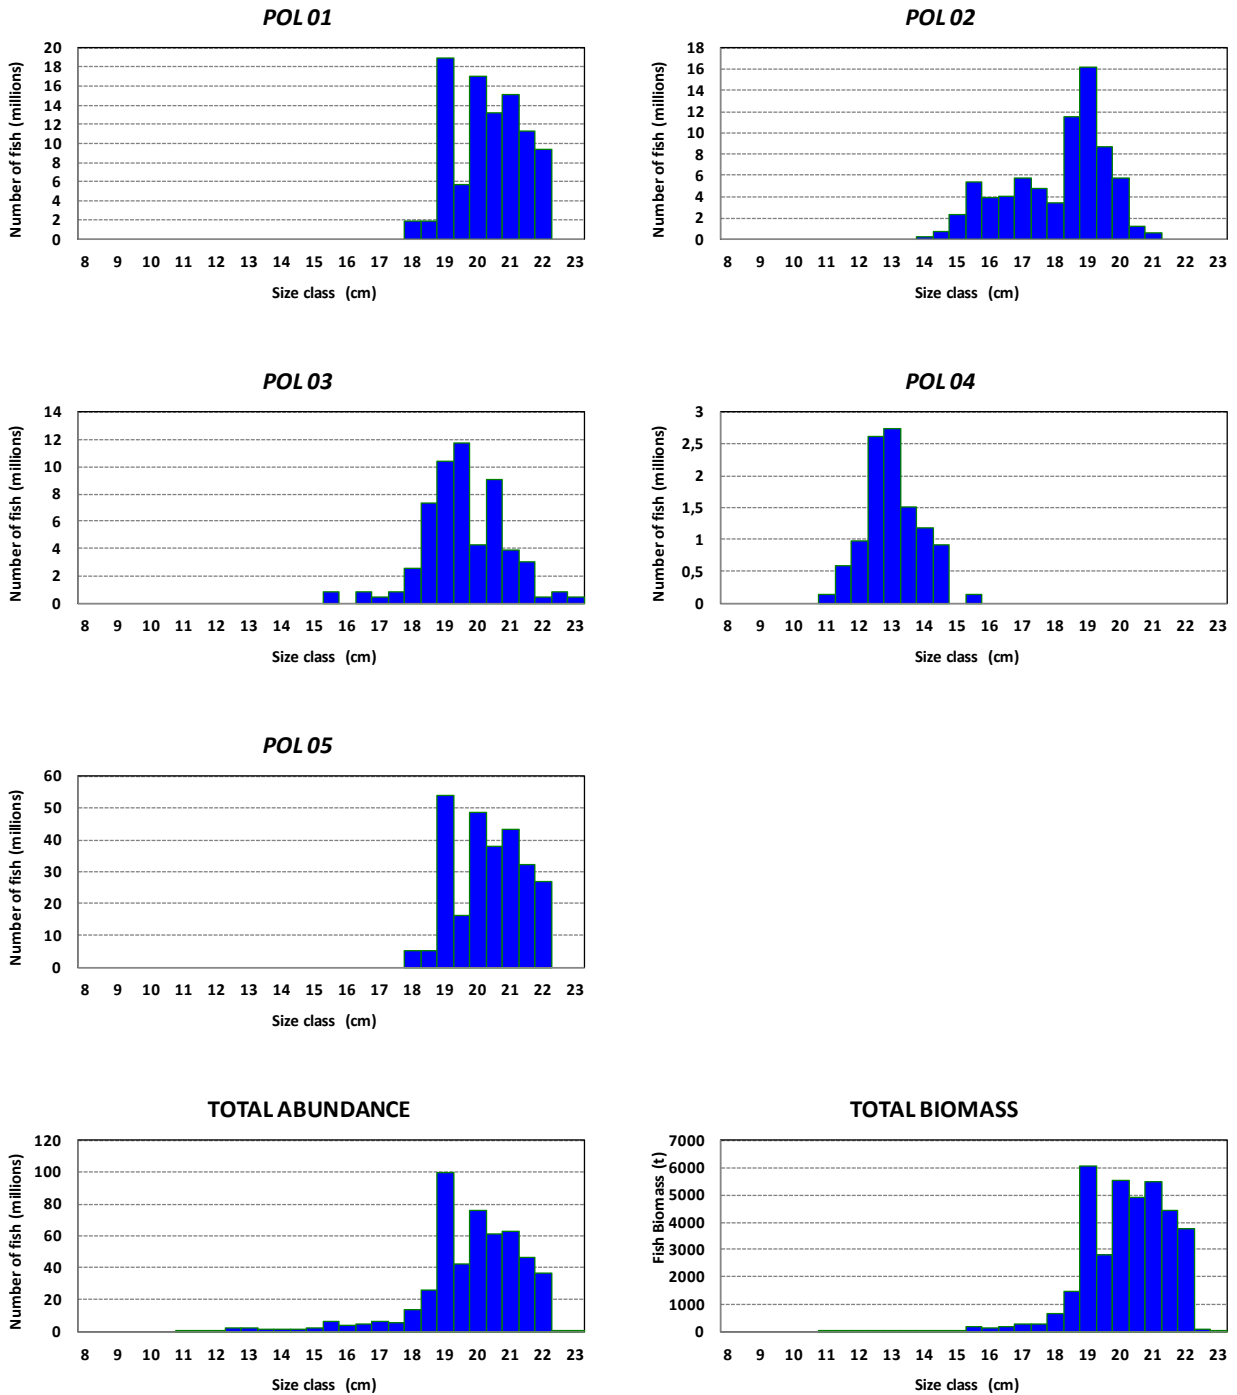 POL 01
Number of fish (millions)
20
18
16
14
12
10
8
6
4
2
0
8 9 10 11 12 13 14 15 16 17 18 19 20 21 22 23
Size class (cm)
POL 02
Number of fish (millions)
18
16
14
12
10
8
6
4
2
0
8 9 10 11 12 13 14 15 16 17 18 19 20 21 22 23
Size class (cm)
POL 03
Number of fish (millions)
14
12
10
8
6
4
2
0
8 9 10 11 12 13 14 15 16 17 18 19 20 21 22 23
Size class (cm)
POL 04
Number of fish (millions)
3
2,5
2
1,5
1
0,5
0
8 9 10 11 12 13 14 15 16 17 18 19 20 21 22 23
Size class (cm)
POL 05
Number of fish (millions)
60
50
40
30
20
10
0
8 9 10 11 12 13 14 15 16 17 18 19 20 21 22 23
Size class (cm)
TOTAL ABUNDANCE
Number of fish (millions)
120
100
80
60
40
20
0
8 9 10 11 12 13 14 15 16 17 18 19 20 21 22 23
Size class (cm)
TOTAL BIOMASS
Fish Biomass (t)
7000
6000
5000
4000
3000
2000
1000
0
8 9 10 11 12 13 14 15 16 17 18 19 20 21 22 23
Size class (cm)